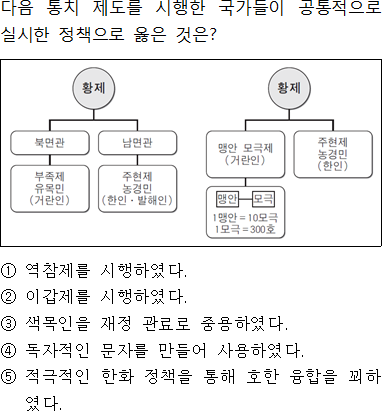 다음 통치 제도를 시행한 국가들이 공통적으로
실시한 정책으로 옳은 것은?
황제
북면관 남면관
부족제
유목민
(거란인)
주현제
농경민
(한인·발해인)
황제
맹안 모극제
(거란인)
주현제
농경민
(한인)
맹안 모극
1맹안 = 10모극
1모극 = 300호
① 역참제를 시행하였다.
② 이갑제를 시행하였다.
③ 색목인을 재정 관료로 중용하였다.
④ 독자적인 문자를 만들어 사용하였다.
⑤ 적극적인 한화 정책을 통해 호한 융합을 꾀하
였다.